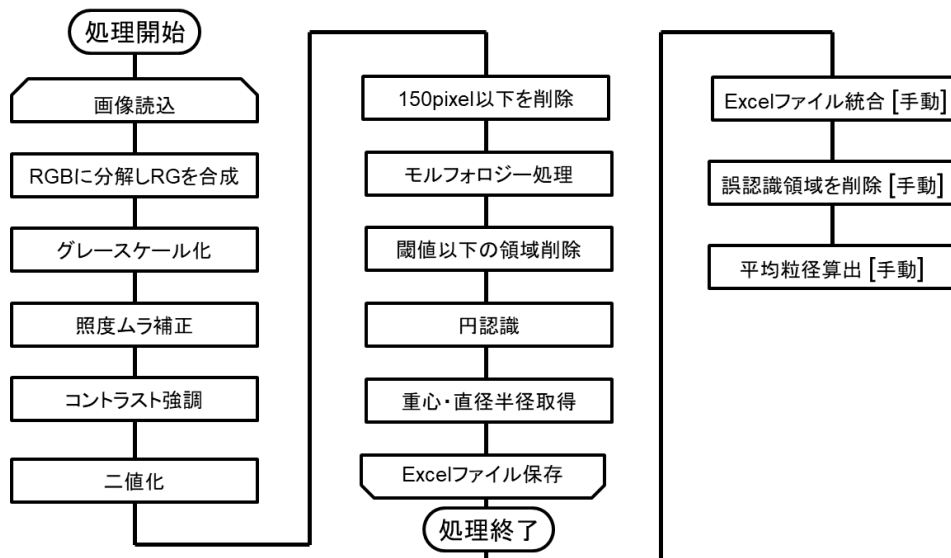 処理開始
画像読込
RGBに分解しRGを合成
グレースケール化
照度ムラ補正
コントラスト強調
二値化
150pixel以下を削除
モルフォロジー処理
閾値以下の領域削除
円認識
重心・直径半径取得
Excelファイル保存
処理終了
Excelファイル統合 [手動]
誤認識領域を削除 [手動]
平均粒径算出 [手動]